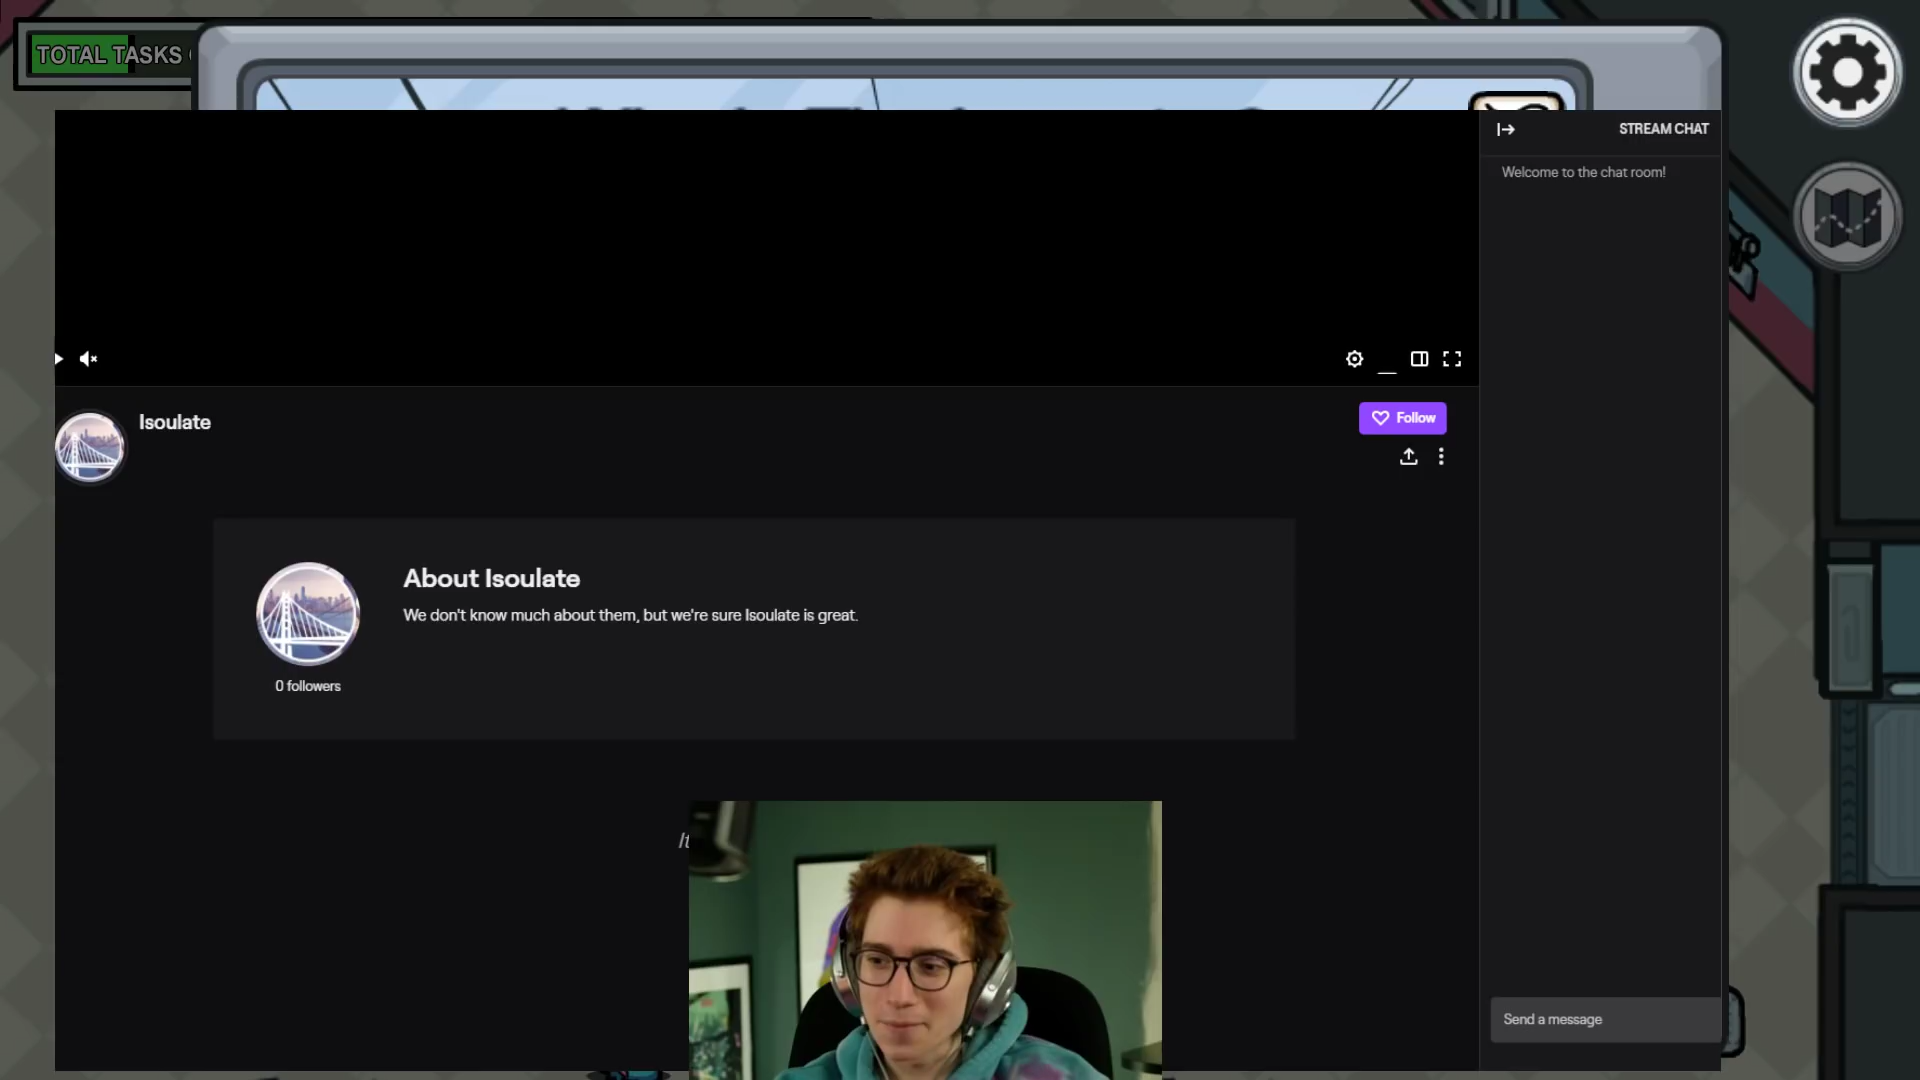 TOTAL TASKS
STREAM CHAT
Welcome to the chat room!
Isoulate
Follow
About Isoulate
We don't know much about them, but we're sure Isoulate is great.
0 followers
It
Send a message